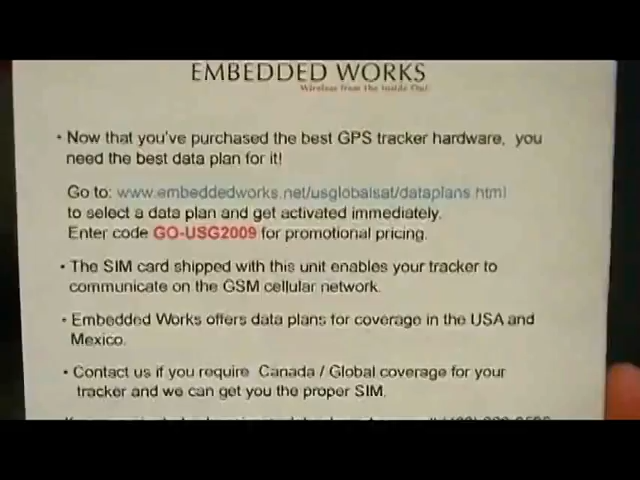 EMBEDDED WORKS
Wireless from the Inside Out!
• Now that you've purchased the best GPS tracker hardware, you
need the best data plan for it!
Go to: www.embeddedworks.net/usglobalsat/dataplans.html
to select a data plan and get activated immediately.
Enter code GO-USG2009 for promotional pricing.
• The SIM card shipped with this unit enables your tracker to
communicate on the GSM cellular network.
• Embedded Works offers data plans for coverage in the USA and
Mexico.
• Contact us if you require Canada / Global coverage for your
tracker and we can get you the proper SIM.